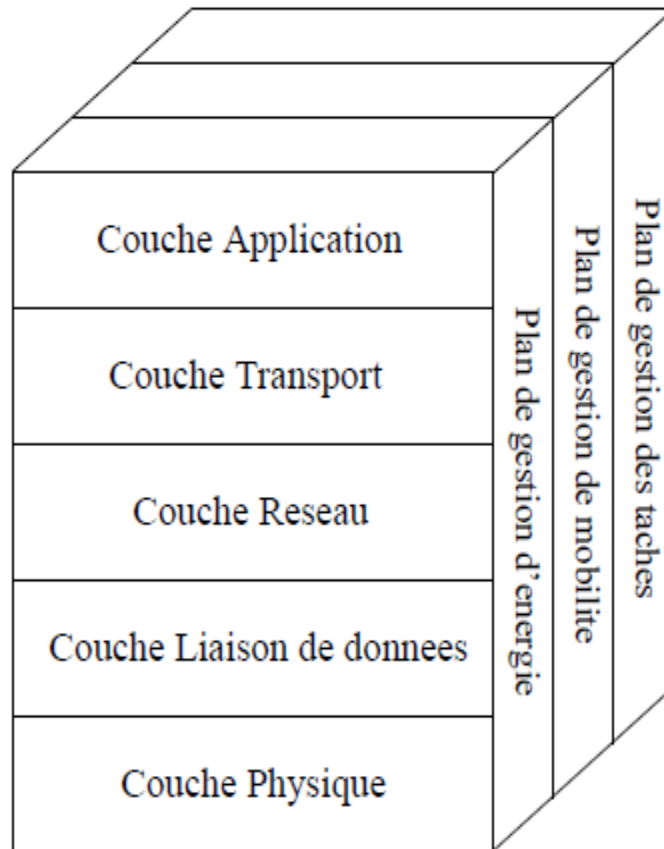 Couche Application
Couche Transport
Couche Reseau
Couche Liaison de donnees
Couche Physique
Plan de gestion d'energie
Plan de gestion de mobilite
Plan de gestion des taches